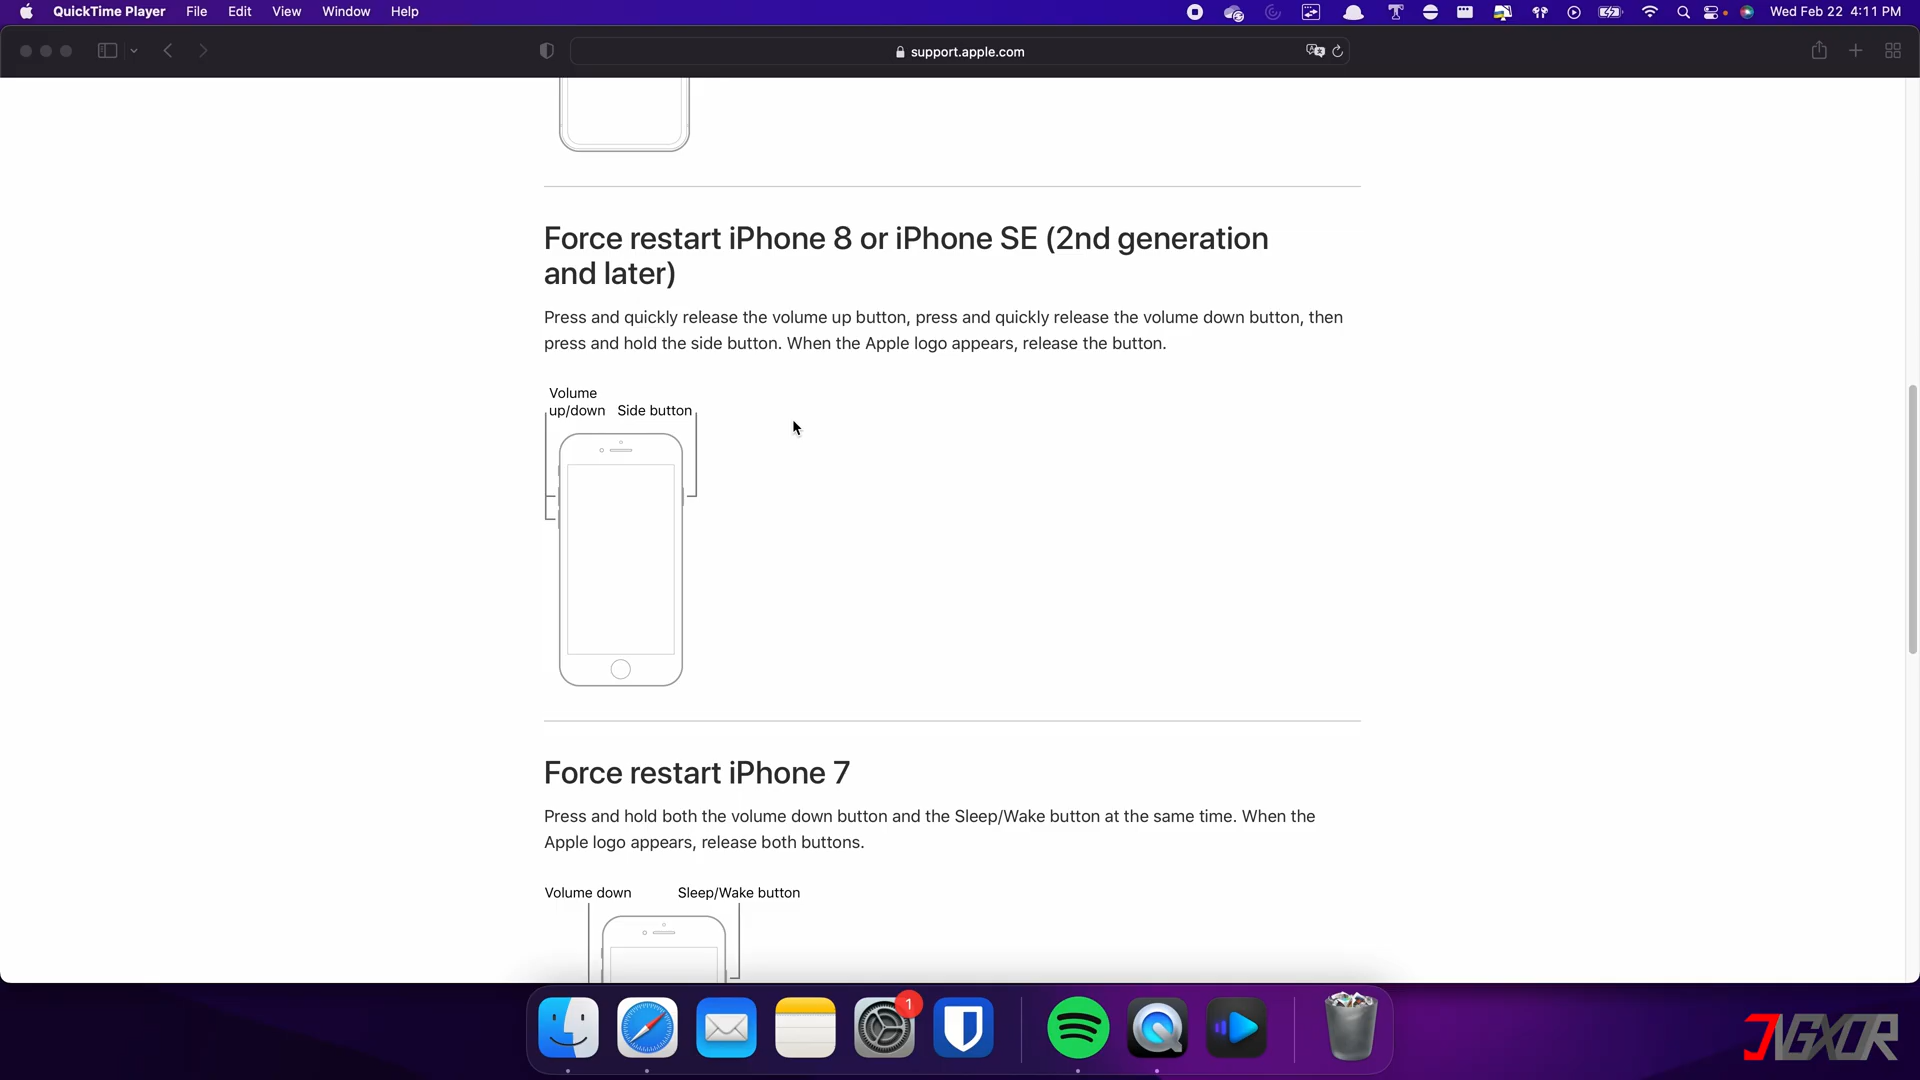 QuickTime Player File Edit View Window Help Wed Feb 22 4:11 PM
support.apple.com
Force restart iPhone 8 or iPhone SE (2nd generation
and later)
Press and quickly release the volume up button, press and quickly release the volume down button, then
press and hold the side button. When the Apple logo appears, release the button.
Volume
up/down Side button
Force restart iPhone 7
Press and hold both the volume down button and the Sleep/Wake button at the same time. When the
Apple logo appears, release both buttons.
Volume down Sleep/Wake button
1
JVGXOR